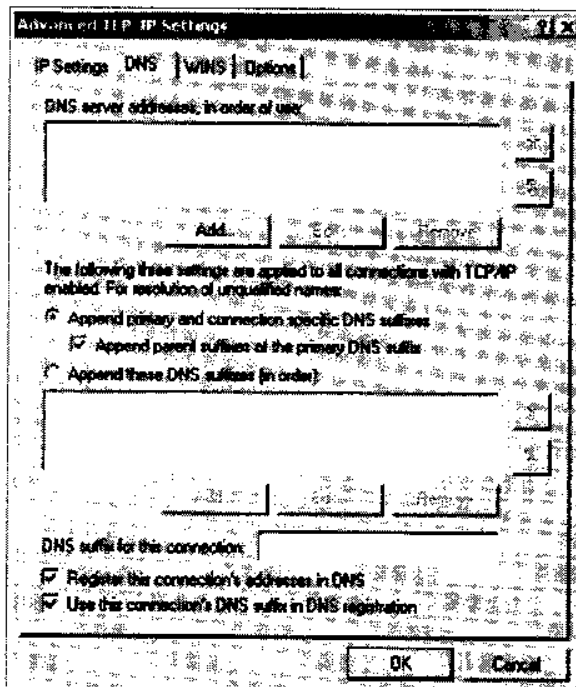 Advanced TCP/IP Settings
IP Settings DNS WINS Options
DNS server addresses, in order of use:
Add... Edit... Remove
The following three settings are applied to all connections with TCP/IP
enabled. For resolution of unqualified names:
Append primary and connection specific DNS suffixes
Append parent suffixes of the primary DNS suffix
Append these DNS suffixes (in order):
Add... Edit... Remove
DNS suffix for this connection:
Register this connection's addresses in DNS
Use this connection's DNS suffix in DNS registration
OK Cancel